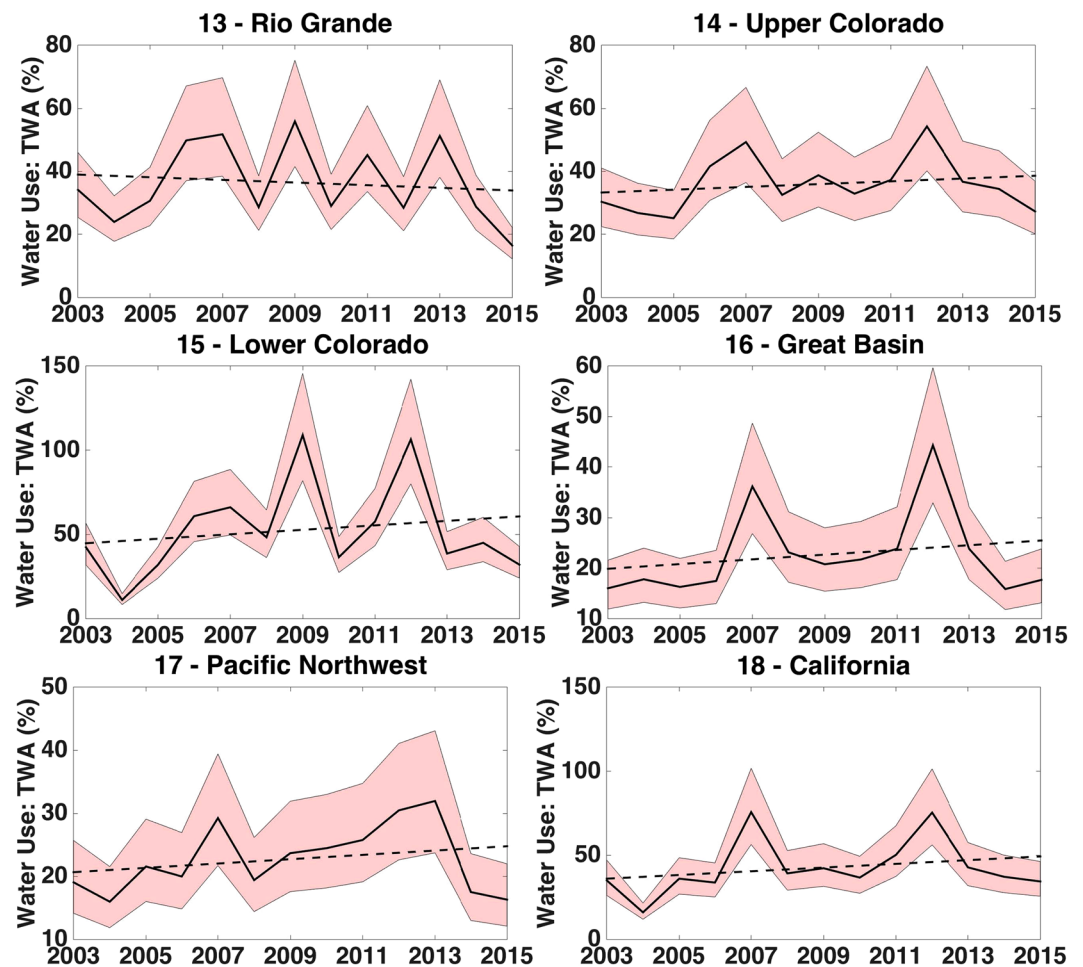 13 - Rio Grande
Water Use: TWA (%)
80
60
40
20
0
2003 2005 2007 2009 2011 2013 2015
14 - Upper Colorado
Water Use: TWA (%)
80
60
40
20
0
2003 2005 2007 2009 2011 2013 2015
15 - Lower Colorado
Water Use: TWA (%)
150
100
50
0
2003 2005 2007 2009 2011 2013 2015
16 - Great Basin
Water Use: TWA (%)
60
50
40
30
20
10
2003 2005 2007 2009 2011 2013 2015
17 - Pacific Northwest
Water Use: TWA (%)
50
40
30
20
10
2003 2005 2007 2009 2011 2013 2015
18 - California
Water Use: TWA (%)
150
100
50
0
2003 2005 2007 2009 2011 2013 2015